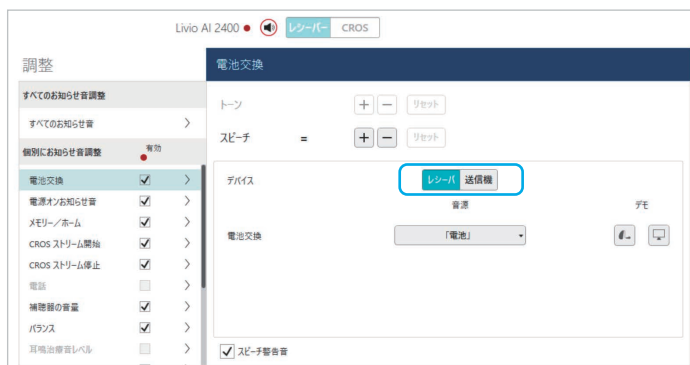 Livio AI 2400 レシーバー CROS
調整
すべてのお知らせ音調整
すべてのお知らせ音
個別にお知らせ音調整 有効
電池交換
電源オンお知らせ音
メモリー/ホーム
CROS ストリーム開始
CROS ストリーム停止
電話
補聴器の音量
バランス
耳鳴治療音レベル
電池交換
トーン + − リセット
スピーチ = + − リセット
デバイス レシーバ 送信機
音源 デモ
電池交換 「電池」
スピーチ警告音